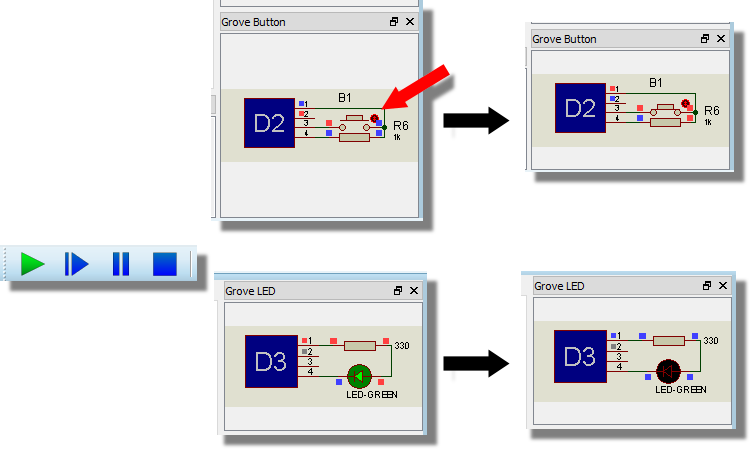 Grove Button
B1
1
2
3
4
D2
R6
1k
Grove Button
B1
1
2
3
4
D2
R6
1k
Grove LED
1
2
3
4
D3
330
LED-GREEN
Grove LED
1
2
3
4
D3
330
LED-GREEN